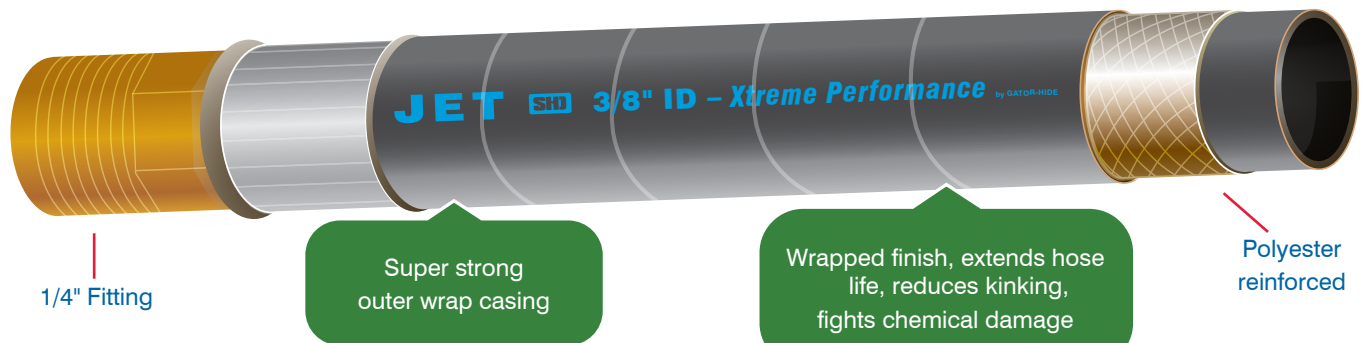 JET SHD 3/8" ID – Xtreme Performance by GATOR-HIDE
1/4" Fitting
Super strong
outer wrap casing
Wrapped finish, extends hose
life, reduces kinking,
fights chemical damage
Polyester
reinforced